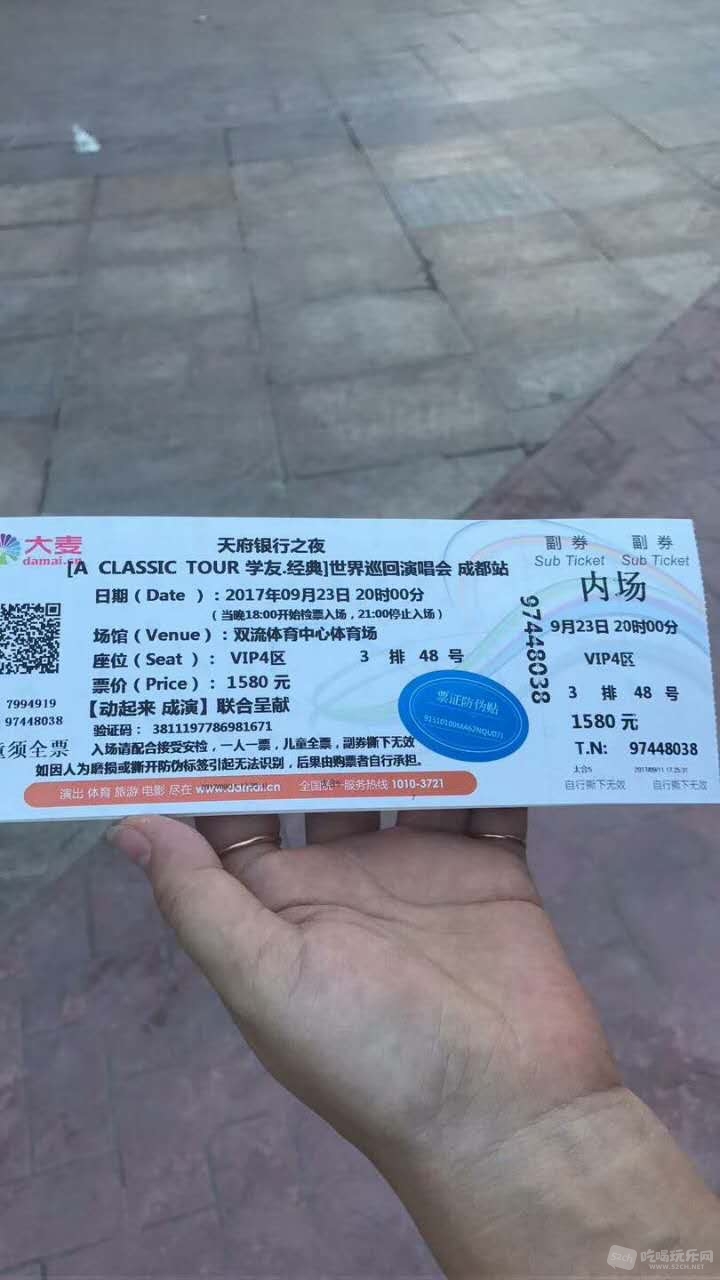 大麦
damai.cn
天府银行之夜
[A CLASSIC TOUR 学友.经典]世界巡回演唱会 成都站
日期(Date ):2017年09月23日 20时00分
(当晚18:00开始检票入场,21:00停止入场)
场馆(Venue):双流体育中心体育场
座位(Seat ): VIP4区 3 排 48 号
票价(Price): 1580 元
【动起来 成演】联合呈献
验证码: 3811197786981671
入场请配合接受安检,一人一票,儿童全票,副券撕下无效
如因人为磨损或撕开防伪标签引起无法识别,后果由购票者自行承担.
7994919
97448038
童须全票
演出 体育 旅游 电影 尽在 www.damai.cn 全国统一服务热线 1010-3721
票证防伪贴
97448038
副券 副券
Sub Ticket Sub Ticket
内场
9月23日 20时00分
VIP4区
3 排 48 号
1580 元
T.N: 97448038
自行撕下无效 自行撕下无效
吃喝玩乐网
WWW.52CH.NET